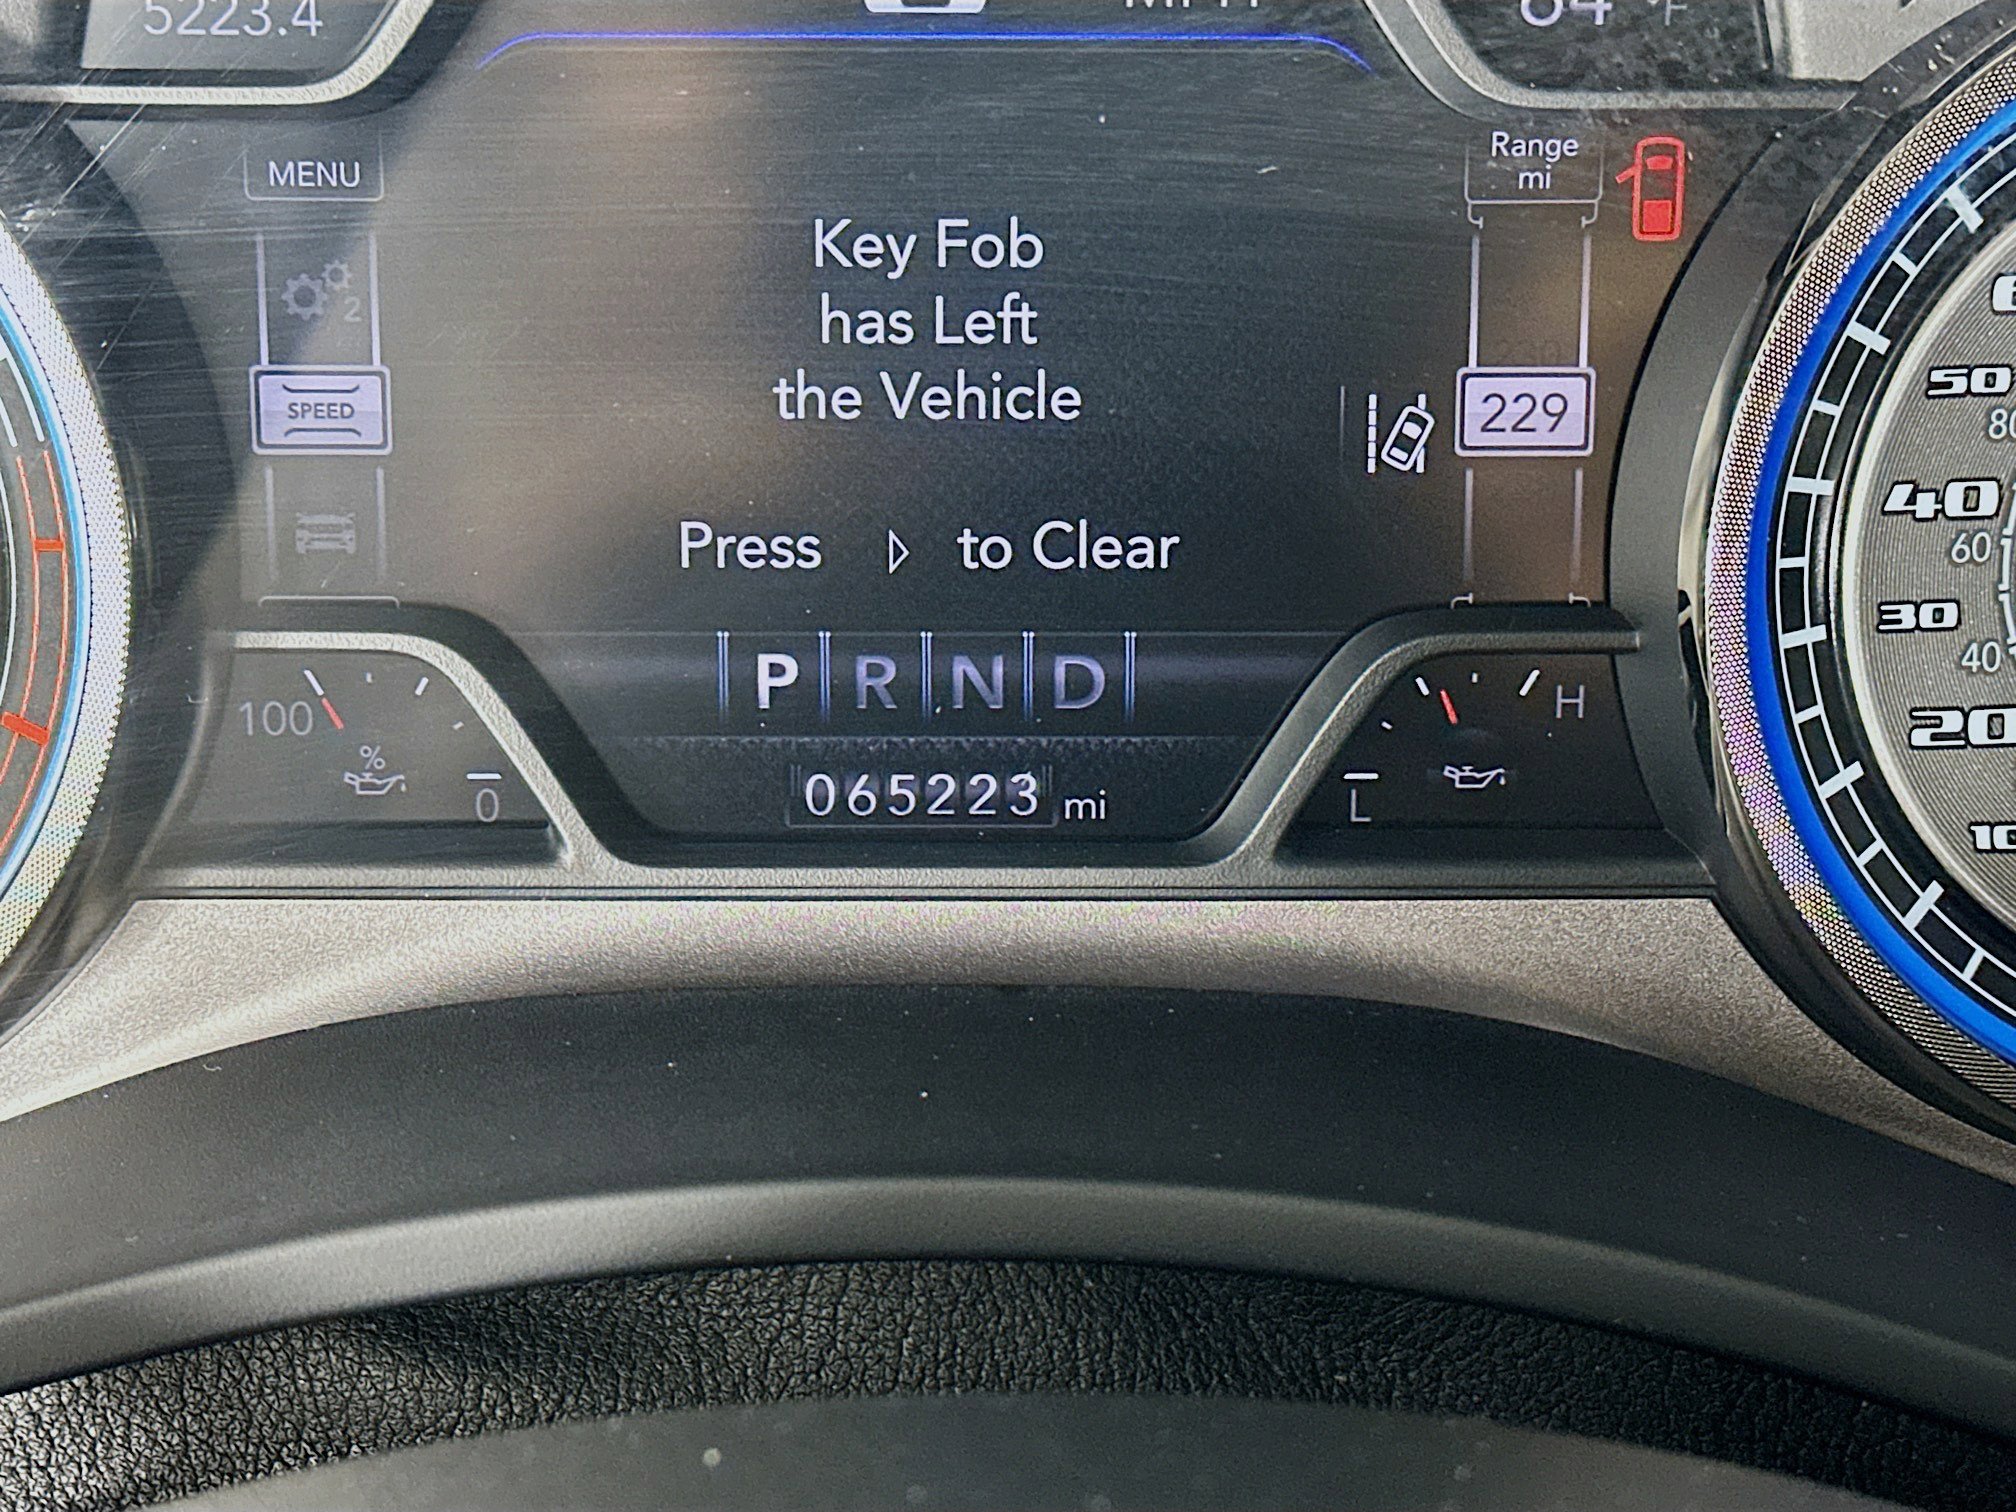 5223.4
MENU
Range
mi
Key Fob
has Left
the Vehicle
2
SPEED
229
Press ▷ to Clear
P R N D
100
%
0
065223 mi
H
L
50
40
60
30
40
20